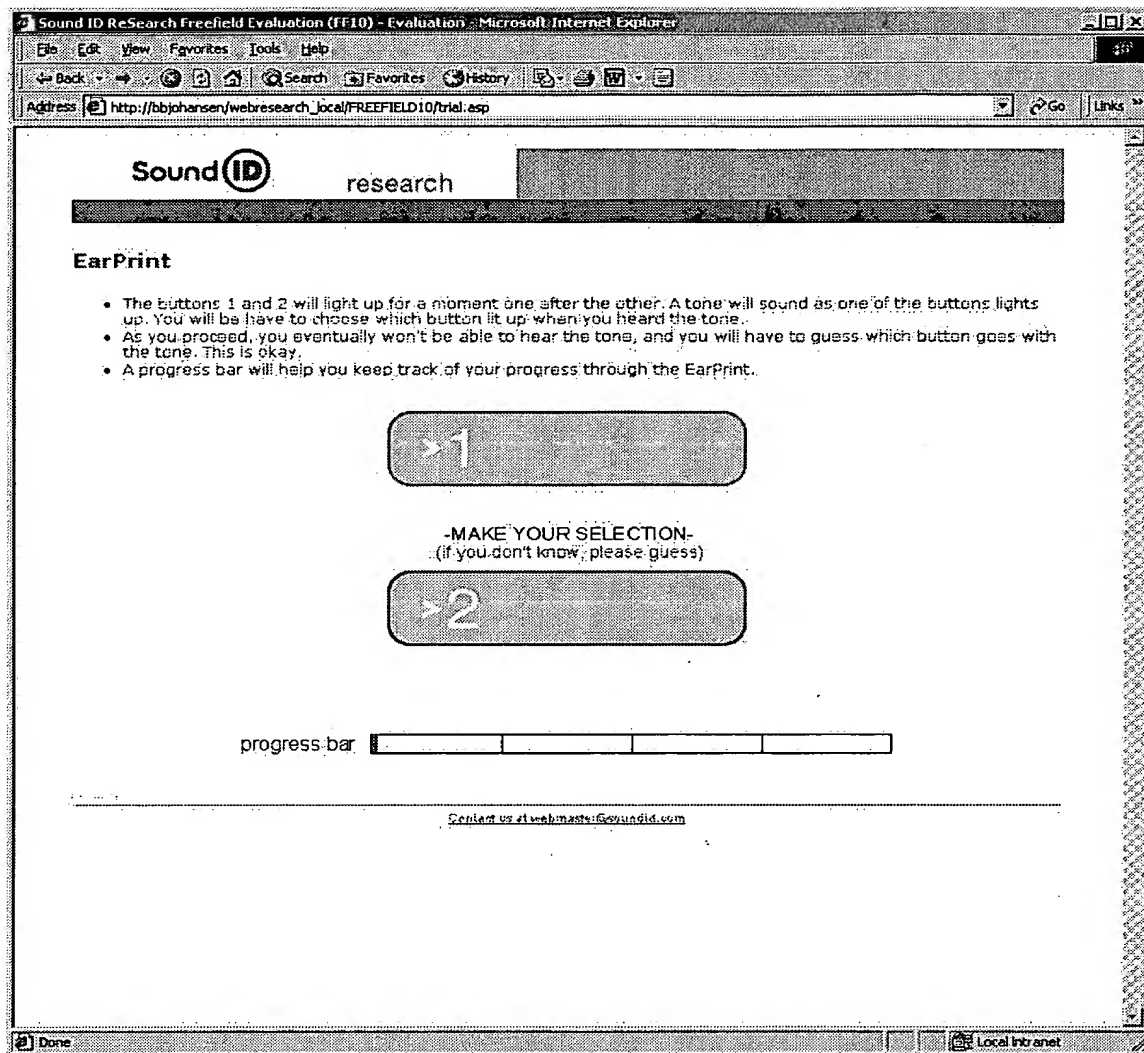 Sound ID ReSearch Freefield Evaluation (FF10) - Evaluation - Microsoft Internet Explorer
File Edit View Favorites Tools Help
Back Search Favorites History
Address http://bbjohansen/webresearch_local/FREEFIELD10/trial.asp Go Links »
Sound ID research
EarPrint
• The buttons 1 and 2 will light up for a moment one after the other. A tone will sound as one of the buttons lights
up. You will be have to choose which button lit up when you heard the tone.
• As you proceed, you eventually won't be able to hear the tone, and you will have to guess which button goes with
the tone. This is okay.
• A progress bar will help you keep track of your progress through the EarPrint.
>1
-MAKE YOUR SELECTION-
(if you don't know, please guess)
>2
progress bar
Contact us at webmaster@soundid.com
Done Local intranet